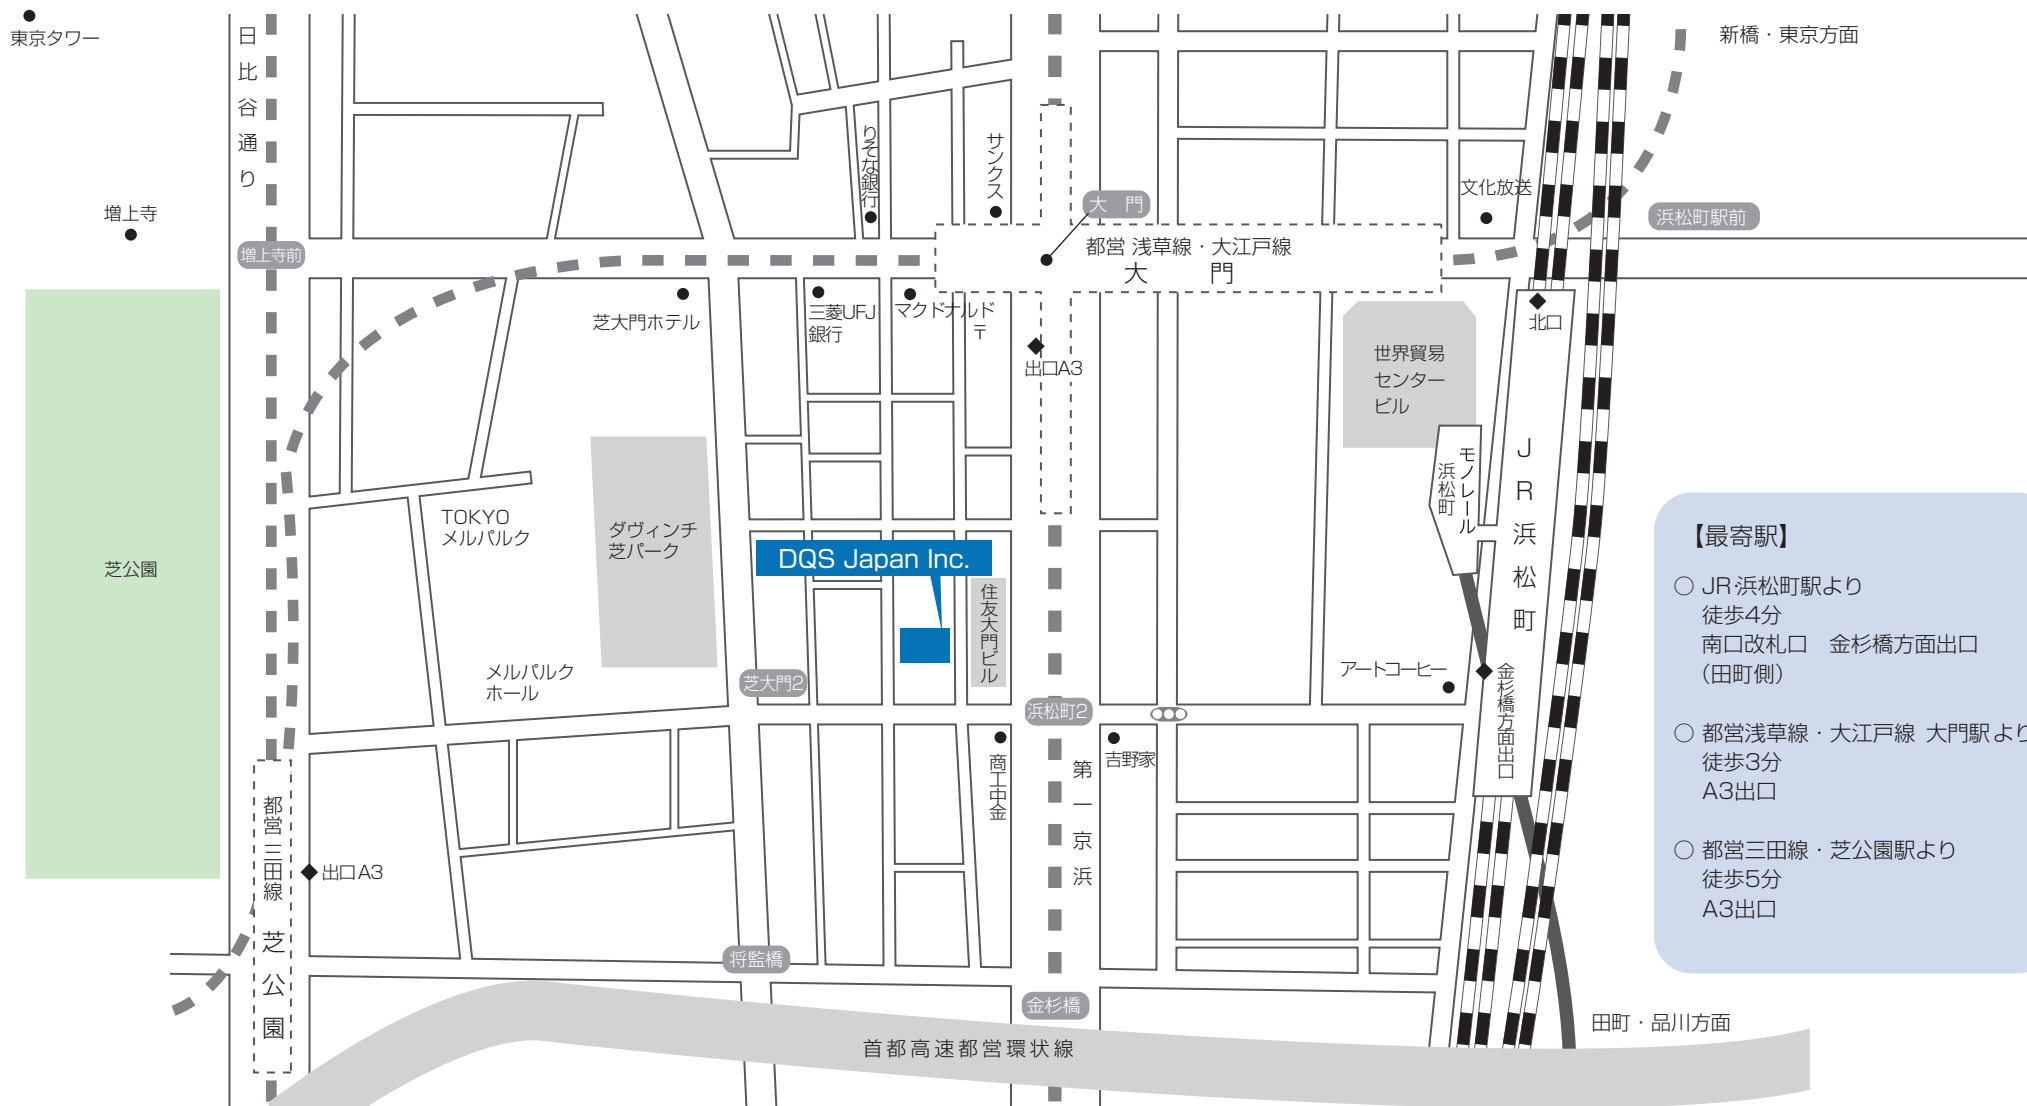 東京タワー
日比谷通り
新橋・東京方面
りそな銀行
サンクス
文化放送
大 門
浜松町駅前
増上寺
増上寺前
都営 浅草線・大江戸線
大 門
芝大門ホテル
三菱UFJ
銀行
マクドナルド
〒
出口A3
北口
世界貿易
センター
ビル
モノレール
浜松町
JR浜松町
TOKYO
メルパルク
ダヴィンチ
芝パーク
DQS Japan Inc.
住友大門ビル
芝公園
メルパルク
ホール
芝大門2
浜松町2
アートコーヒー
金杉橋方面出口
商工中金
第一京浜
吉野家
都営三田線
芝公園
出口A3
将監橋
金杉橋
首都高速都営環状線
田町・品川方面
【最寄駅】
○ JR浜松町駅より
徒歩4分
南口改札口 金杉橋方面出口
(田町側)
○ 都営浅草線・大江戸線 大門駅より
徒歩3分
A3出口
○ 都営三田線・芝公園駅より
徒歩5分
A3出口